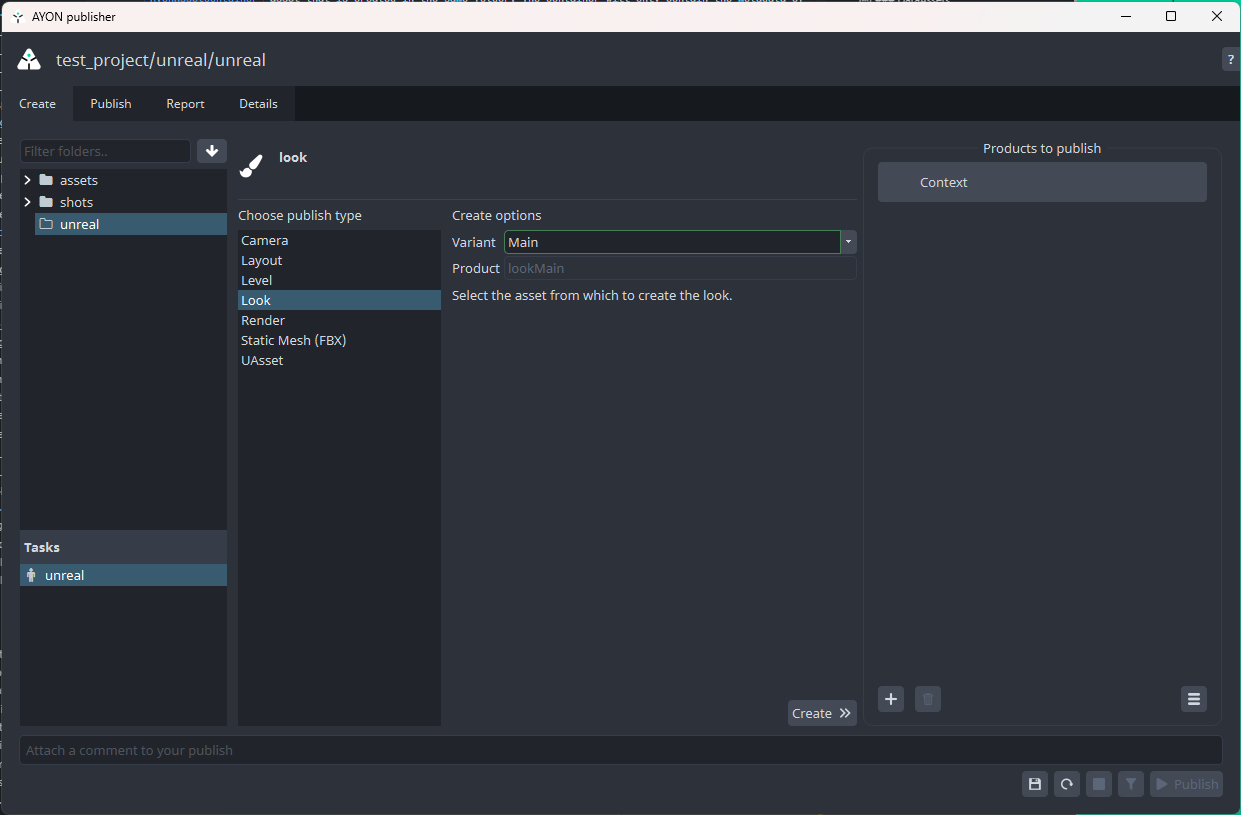 AYON publisher
test_project/unreal/unreal
?
Create Publish Report Details
Filter folders..
assets
shots
unreal
Tasks
unreal
look
Choose publish type
Camera
Layout
Level
Look
Render
Static Mesh (FBX)
UAsset
Create options
Variant Main
Product lookMain
Select the asset from which to create the look.
Create
Products to publish
Context
Attach a comment to your publish
Publish